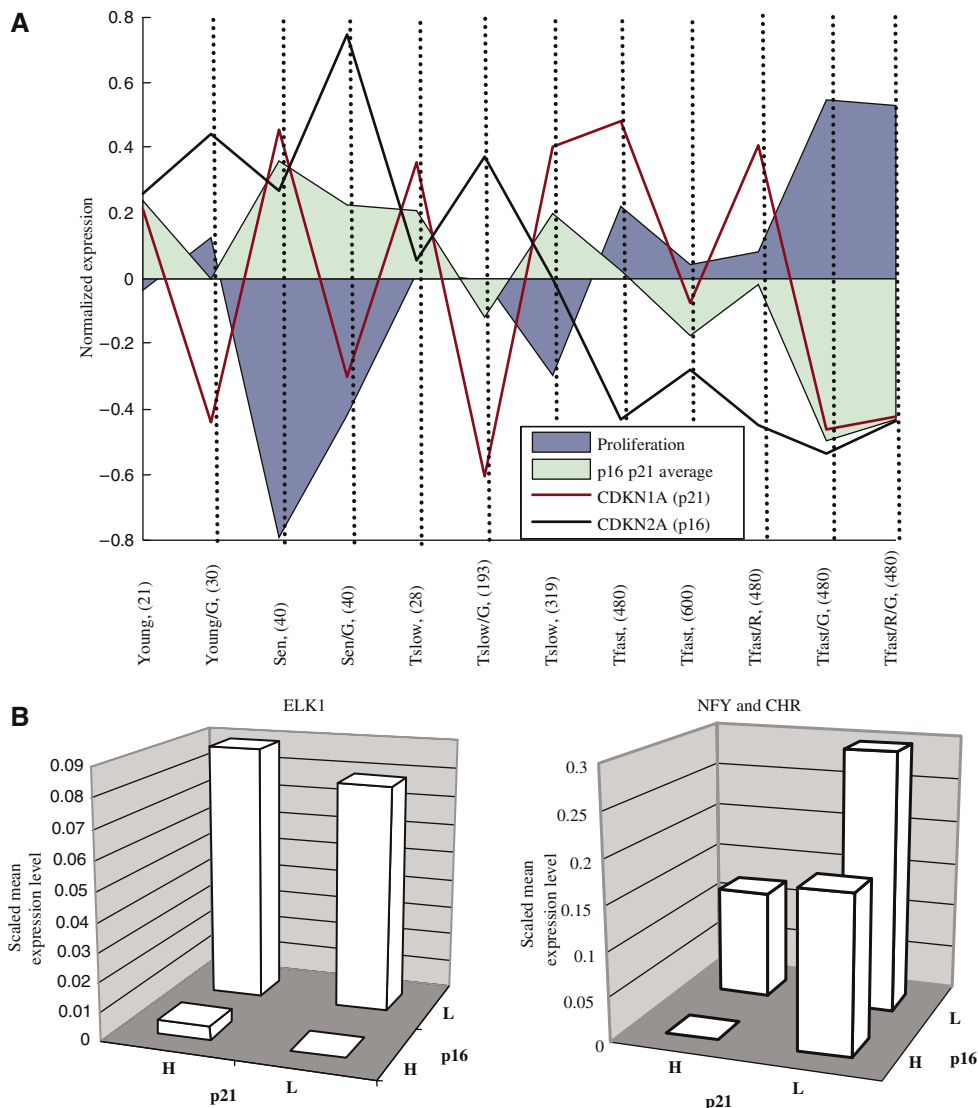 A
0.8
0.6
0.4
0.2
0
−0.2
−0.4
−0.6
−0.8
Normalized expression
Proliferation
p16 p21 average
CDKN1A (p21)
CDKN2A (p16)
Young, (21)
Young/G, (30)
Sen, (40)
Sen/G, (40)
Tslow, (28)
Tslow/G, (193)
Tslow, (319)
Tfast, (480)
Tfast, (600)
Tfast/R, (480)
Tfast/G, (480)
Tfast/R/G, (480)
B
ELK1
0.09
0.08
0.07
0.06
0.05
0.04
0.03
0.02
0.01
0
Scaled mean
expression level
H
L
p21
H
L
p16
NFY and CHR
0.3
0.25
0.2
0.15
0.1
0.05
0
Scaled mean
expression level
H
L
p21
H
L
p16